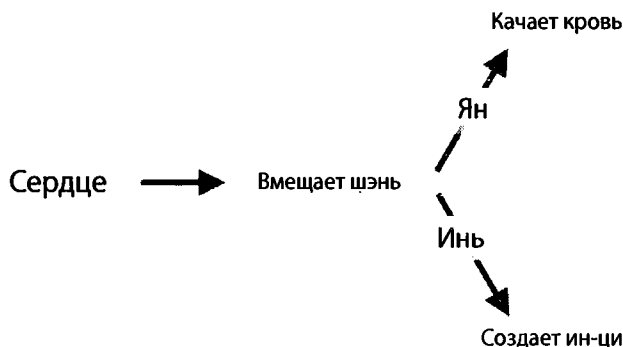 Качает кровь
Ян
Сердце
Вмещает шэнь
Инь
Создает ин-ци